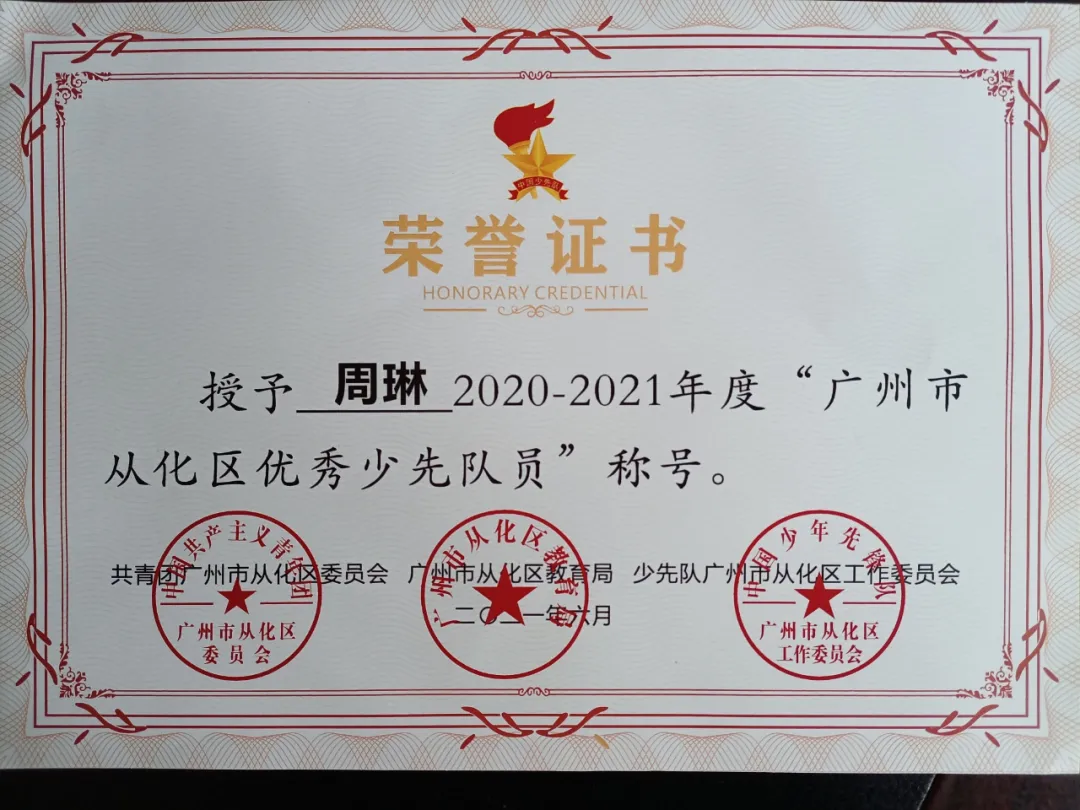 中国少先队
荣誉证书
HONORARY CREDENTIAL
授予 周琳 2020-2021年度“广州市
从化区优秀少先队员”称号。
共青团广州市从化区委员会 广州市从化区教育局 少先队广州市从化区工作委员会
二〇二一年六月
中国共产主义青年团
广州市从化区
委员会
广州市从化区教育局
中国少年先锋队
广州市从化区
工作委员会